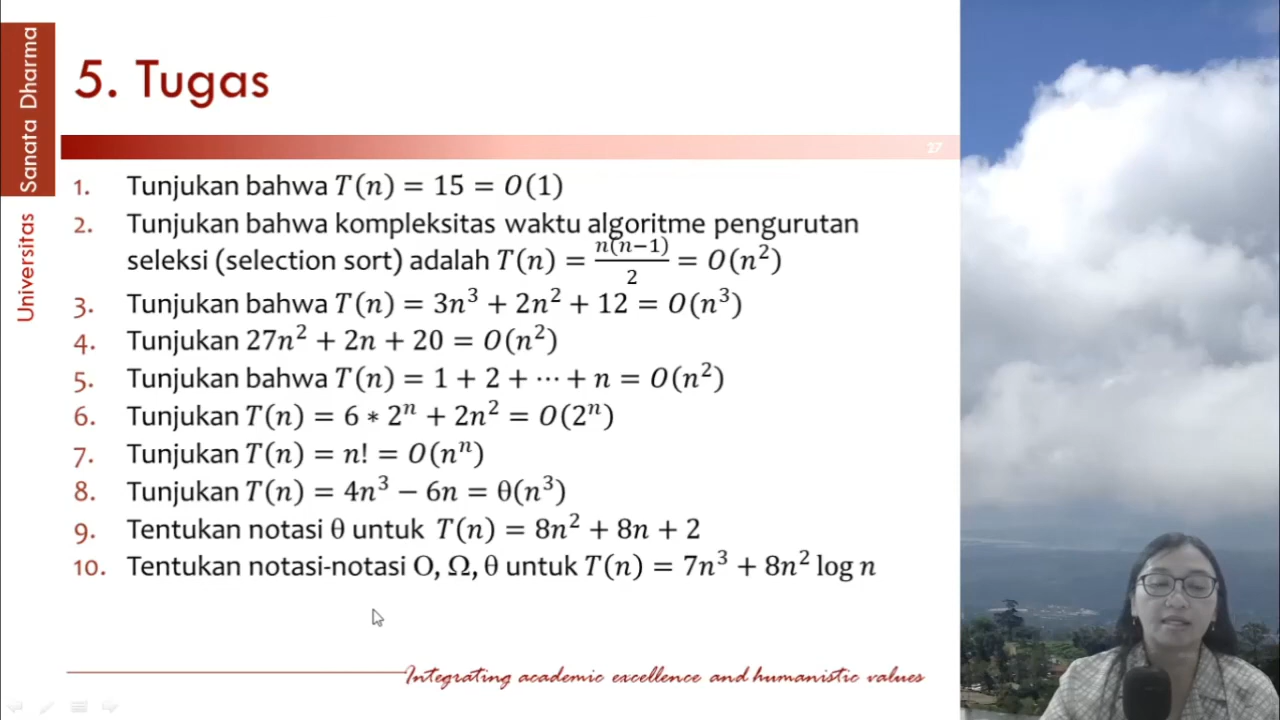 Universitas Sanata Dharma
5. Tugas
27
1. Tunjukan bahwa T(n) = 15 = O(1)
2. Tunjukan bahwa kompleksitas waktu algoritme pengurutan
seleksi (selection sort) adalah T(n) = n(n−1)/2 = O(n²)
3. Tunjukan bahwa T(n) = 3n³ + 2n² + 12 = O(n³)
4. Tunjukan 27n² + 2n + 20 = O(n²)
5. Tunjukan bahwa T(n) = 1 + 2 + ⋯ + n = O(n²)
6. Tunjukan T(n) = 6 ∗ 2ⁿ + 2n² = O(2ⁿ)
7. Tunjukan T(n) = n! = O(nⁿ)
8. Tunjukan T(n) = 4n³ − 6n = θ(n³)
9. Tentukan notasi θ untuk T(n) = 8n² + 8n + 2
10. Tentukan notasi-notasi O, Ω, θ untuk T(n) = 7n³ + 8n² log n
Integrating academic excellence and humanistic values